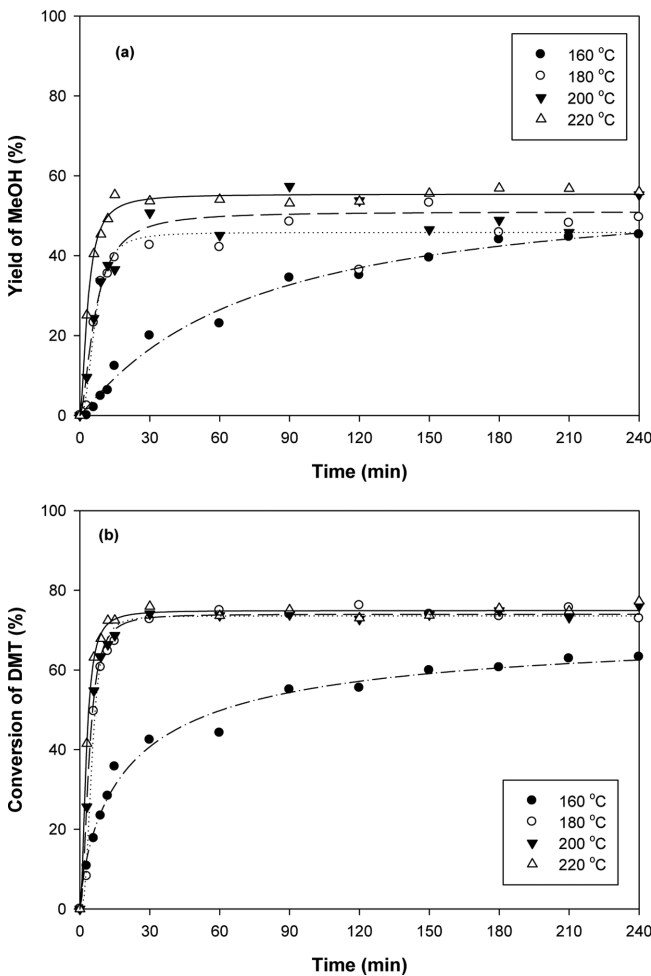 100
(a)
160 °C
180 °C
200 °C
220 °C
80
60
40
20
0
Yield of MeOH (%)
0 30 60 90 120 150 180 210 240
Time (min)
100
(b)
80
60
40
20
0
Conversion of DMT (%)
160 °C
180 °C
200 °C
220 °C
0 30 60 90 120 150 180 210 240
Time (min)